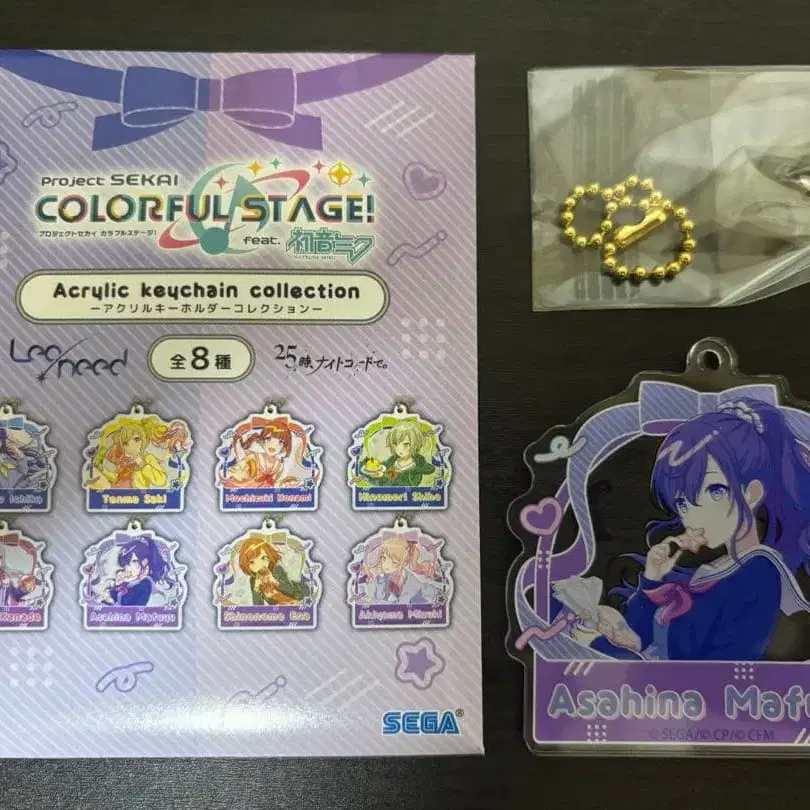 Project SEKAI
COLORFUL STAGE!
プロジェクトセカイ カラフルステージ!
feat. 初音ミク
HATSUNE MIKU
Acrylic keychain collection
ーアクリルキーホルダーコレクションー
Leo/need
全8種
25時、ナイトコードで。
Ichika
Tenma Saki
Mochizuki Honami
Hinomori Shiho
Kanade
Asahina Mafuyu
Shinonome Ena
Akiyama Mizuki
SEGA®
Asahina Maf
© SEGA/© CP/© CFM